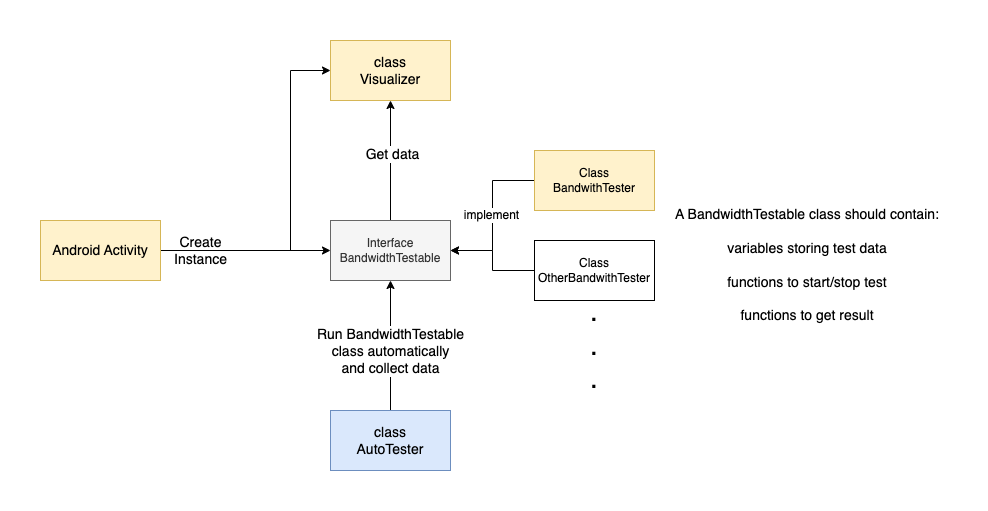 class
Visualizer
Get data
Class
BandwithTester
implement
A BandwidthTestable class should contain:
variables storing test data
functions to start/stop test
functions to get result
Android Activity
Create
Instance
Interface
BandwidthTestable
Class
OtherBandwithTester
.
.
.
Run BandwidthTestable
class automatically
and collect data
class
AutoTester